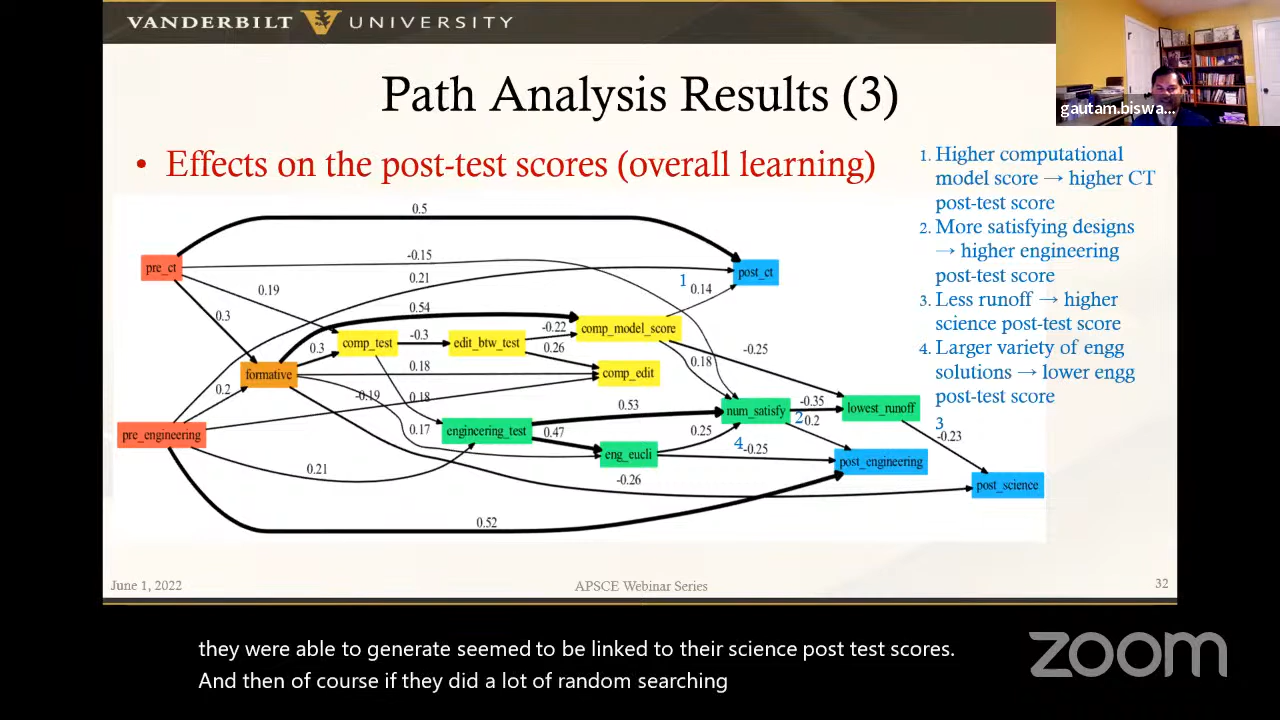 VANDERBILT V UNIVERSITY
gautam.biswa...
Path Analysis Results (3)
• Effects on the post-test scores (overall learning)
1. Higher computational
model score → higher CT
post-test score
2. More satisfying designs
→ higher engineering
post-test score
3. Less runoff → higher
science post-test score
4. Larger variety of engg
solutions → lower engg
post-test score
0.5
pre_ct
-0.15
post_ct
0.21
1
0.14
0.19
0.54
0.3
comp_model_score
-0.22
comp_test
-0.3
edit_btw_test
0.3
0.26
-0.25
0.18
0.18
formative
comp_edit
0.2
-0.19
0.18
0.53
num_satisfy
-0.35
lowest_runoff
2
0.2
3
pre_engineering
0.17
engineering_test
0.47
0.25
4
-0.25
-0.23
eng_eucli
post_engineering
0.21
-0.26
post_science
0.52
June 1, 2022
APSCE Webinar Series
32
they were able to generate seemed to be linked to their science post test scores.
And then of course if they did a lot of random searching
zoom